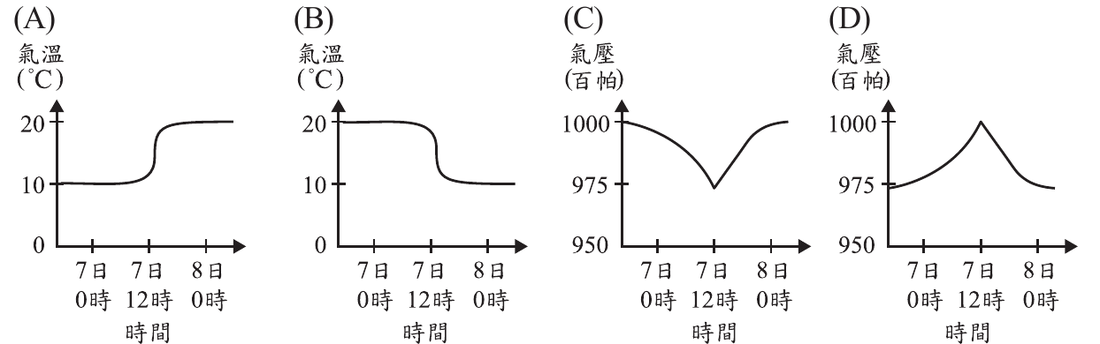 (A)
氣溫
(℃)
20
10
0
7日 7日 8日
0時 12時 0時
時間
(B)
氣溫
(℃)
20
10
0
7日 7日 8日
0時 12時 0時
時間
(C)
氣壓
(百帕)
1000
975
950
7日 7日 8日
0時 12時 0時
時間
(D)
氣壓
(百帕)
1000
975
950
7日 7日 8日
0時 12時 0時
時間